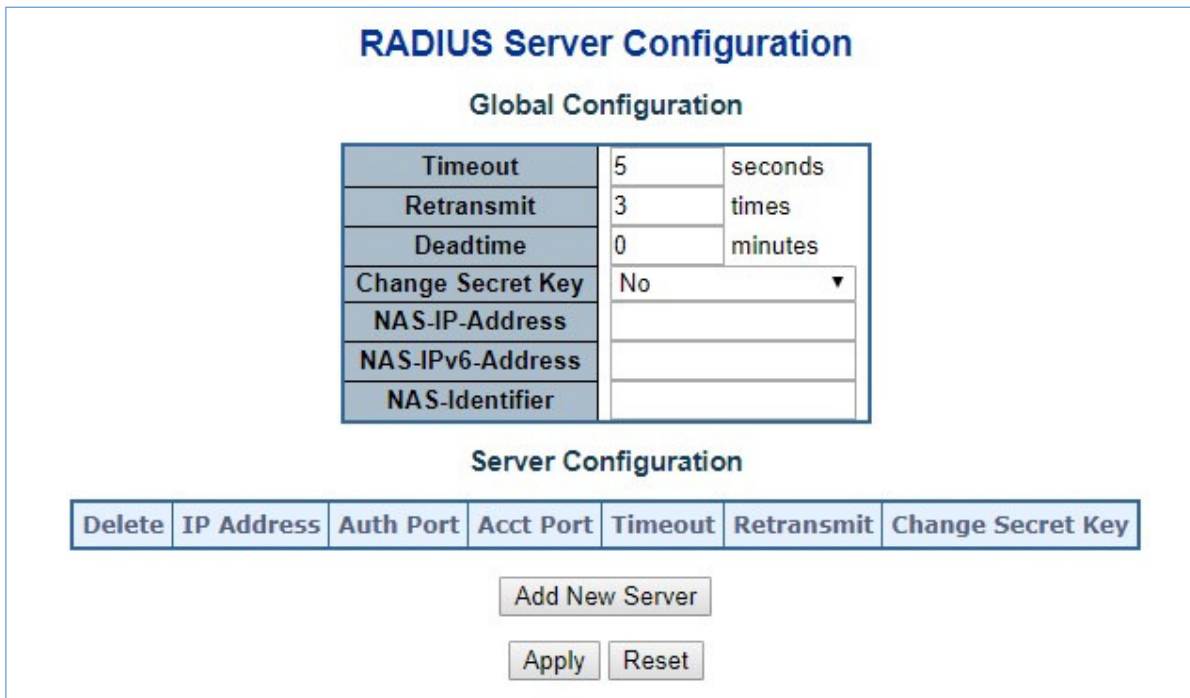 RADIUS Server Configuration
Global Configuration
Timeout 5 seconds
Retransmit 3 times
Deadtime 0 minutes
Change Secret Key No
NAS-IP-Address
NAS-IPv6-Address
NAS-Identifier
Server Configuration
Delete IP Address Auth Port Acct Port Timeout Retransmit Change Secret Key
Add New Server
Apply Reset